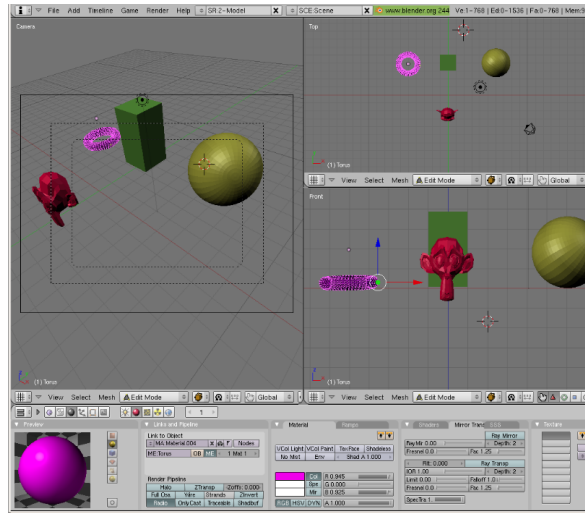 File Add Timeline Game Render Help SR:2-Model X SCE:Scene X www.blender.org 244 Ve:1-768 | Ed:0-1536 | Fa:0-768 | Mem:9
Camera
Top
(1) Torus
View Select Mesh Edit Mode Global
Front
(1) Torus
(1) Torus
View Select Mesh Edit Mode Global
View Select Mesh Edit Mode Global
1
Preview
Links and Pipeline
Link to Object
MA:Material.004 X F Nodes
ME:Torus OB ME 1 Mat 1
Render Pipeline
Halo ZTransp Zoffs: 0.000
Full Osa Wire Strands ZInvert
Radio OnlyCast Traceable Shadbuf
Material Ramps
VCol Light VCol Paint TexFace Shadeless
No Mist Env Shad A 1.000
Col R 0.945
Spe G 0.000
Mir B 0.925
RGB HSV DYN A 1.000
Shaders Mirror Trans SSS
Ray Mirror
RayMir 0.00 Depth: 2
Fresnel 0.0 Fac 1.25
Filt: 0.000 Ray Transp
IOR 1.00 Depth: 2
Limit 0.00 Falloff 1.0
Fresnel 0.0 Fac 1.25
SpecTra 1.
Texture